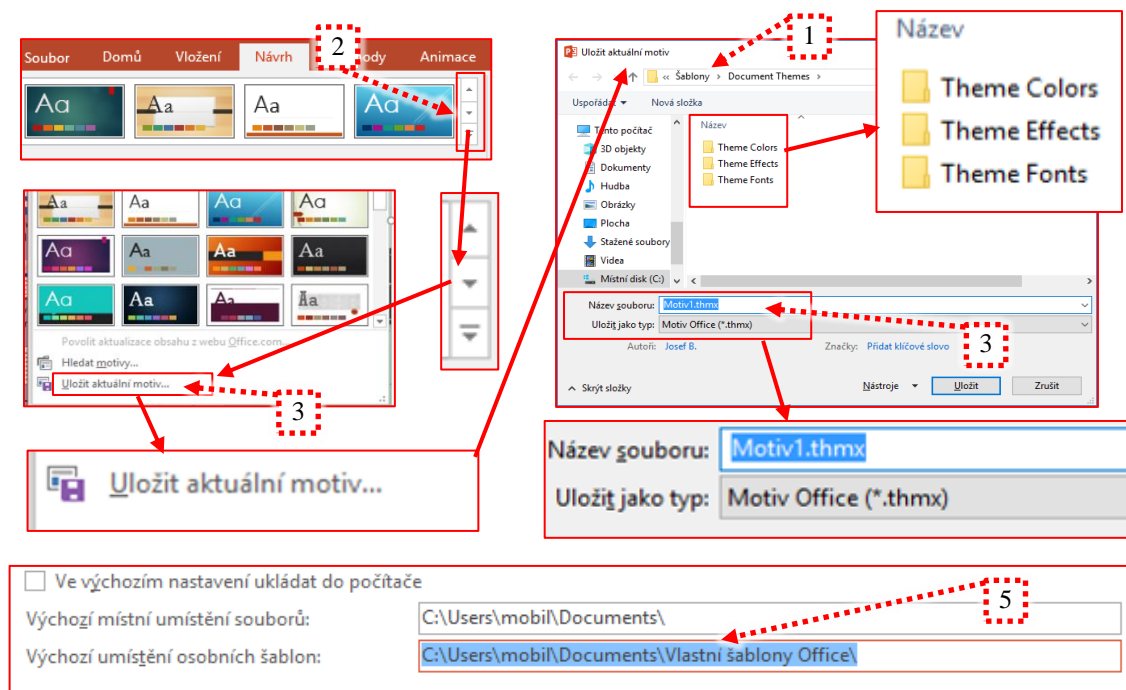 Soubor Domů Vložení Návrh 2 ody Animace
Aa Aa Aa Aa
Aa Aa Aa Aa
Aa Aa Aa Aa
Aa Aa Aa Aa
Povolit aktualizace obsahu z webu Office.com...
Hledat motivy...
Uložit aktuální motiv...
3
Uložit aktuální motiv...
Uložit aktuální motiv
1
« Šablony › Document Themes ›
Uspořádat Nová složka
Tento počítač
3D objekty
Dokumenty
Hudba
Obrázky
Plocha
Stažené soubory
Videa
Místní disk (C:)
Název
Theme Colors
Theme Effects
Theme Fonts
Název souboru: Motiv1.thmx
Uložit jako typ: Motiv Office (*.thmx)
Autoři: Josef B. Značky: Přidat klíčové slovo
3
Skrýt složky Nástroje Uložit Zrušit
Název
Theme Colors
Theme Effects
Theme Fonts
Název souboru: Motiv1.thmx
Uložit jako typ: Motiv Office (*.thmx)
Ve výchozím nastavení ukládat do počítače
5
Výchozí místní umístění souborů: C:\Users\mobil\Documents\
Výchozí umístění osobních šablon: C:\Users\mobil\Documents\Vlastní šablony Office\